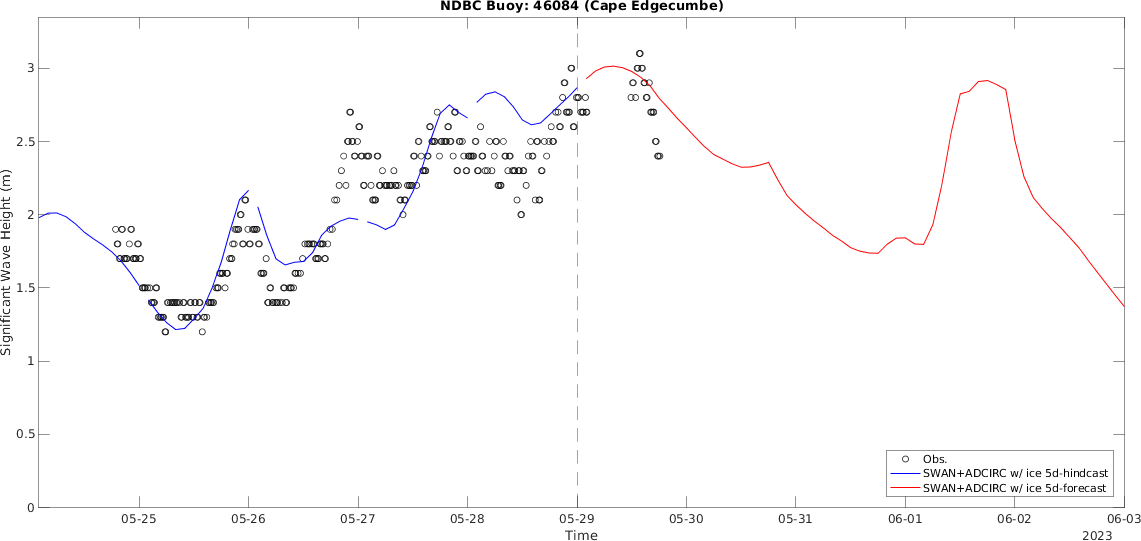 NDBC Buoy: 46084 (Cape Edgecumbe)
Significant Wave Height (m)
3
2.5
2
1.5
1
0.5
0
Obs.
SWAN+ADCIRC w/ ice 5d-hindcast
SWAN+ADCIRC w/ ice 5d-forecast
05-25 05-26 05-27 05-28 05-29 05-30 05-31 06-01 06-02 06-03
Time 2023